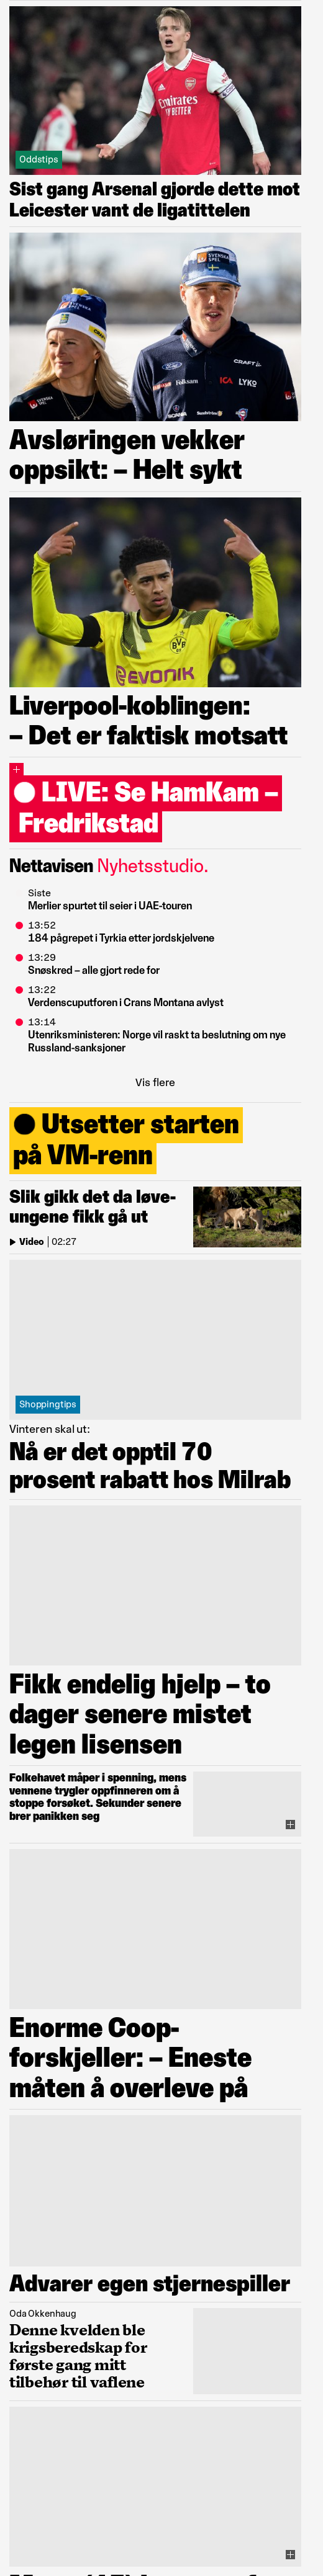 Arsenal
Emirates
FLY BETTER
Oddstips
Sist gang Arsenal gjorde dette mot
Leicester vant de ligatittelen
SVENSKA
SPEL
CRAFT
Folksam
ICA
LYKO
Avsløringen vekker
oppsikt: – Helt sykt
BVB
09
EVONIK
Liverpool-koblingen:
– Det er faktisk motsatt
LIVE: Se HamKam –
Fredrikstad
Nettavisen Nyhetsstudio.
Siste
Merlier spurtet til seier i UAE-touren
13:52
184 pågrepet i Tyrkia etter jordskjelvene
13:29
Snøskred – alle gjort rede for
13:22
Verdenscuputforen i Crans Montana avlyst
13:14
Utenriksministeren: Norge vil raskt ta beslutning om nye
Russland-sanksjoner
Vis flere
Utsetter starten
på VM-renn
Slik gikk det da løve-
ungene fikk gå ut
Video | 02:27
Shoppingtips
Vinteren skal ut:
Nå er det opptil 70
prosent rabatt hos Milrab
Fikk endelig hjelp – to
dager senere mistet
legen lisensen
Folkehavet måper i spenning, mens
vennene trygler oppfinneren om å
stoppe forsøket. Sekunder senere
brer panikken seg
Enorme Coop-
forskjeller: – Eneste
måten å overleve på
Advarer egen stjernespiller
Oda Okkenhaug
Denne kvelden ble
krigsberedskap for
første gang mitt
tilbehør til vaflene